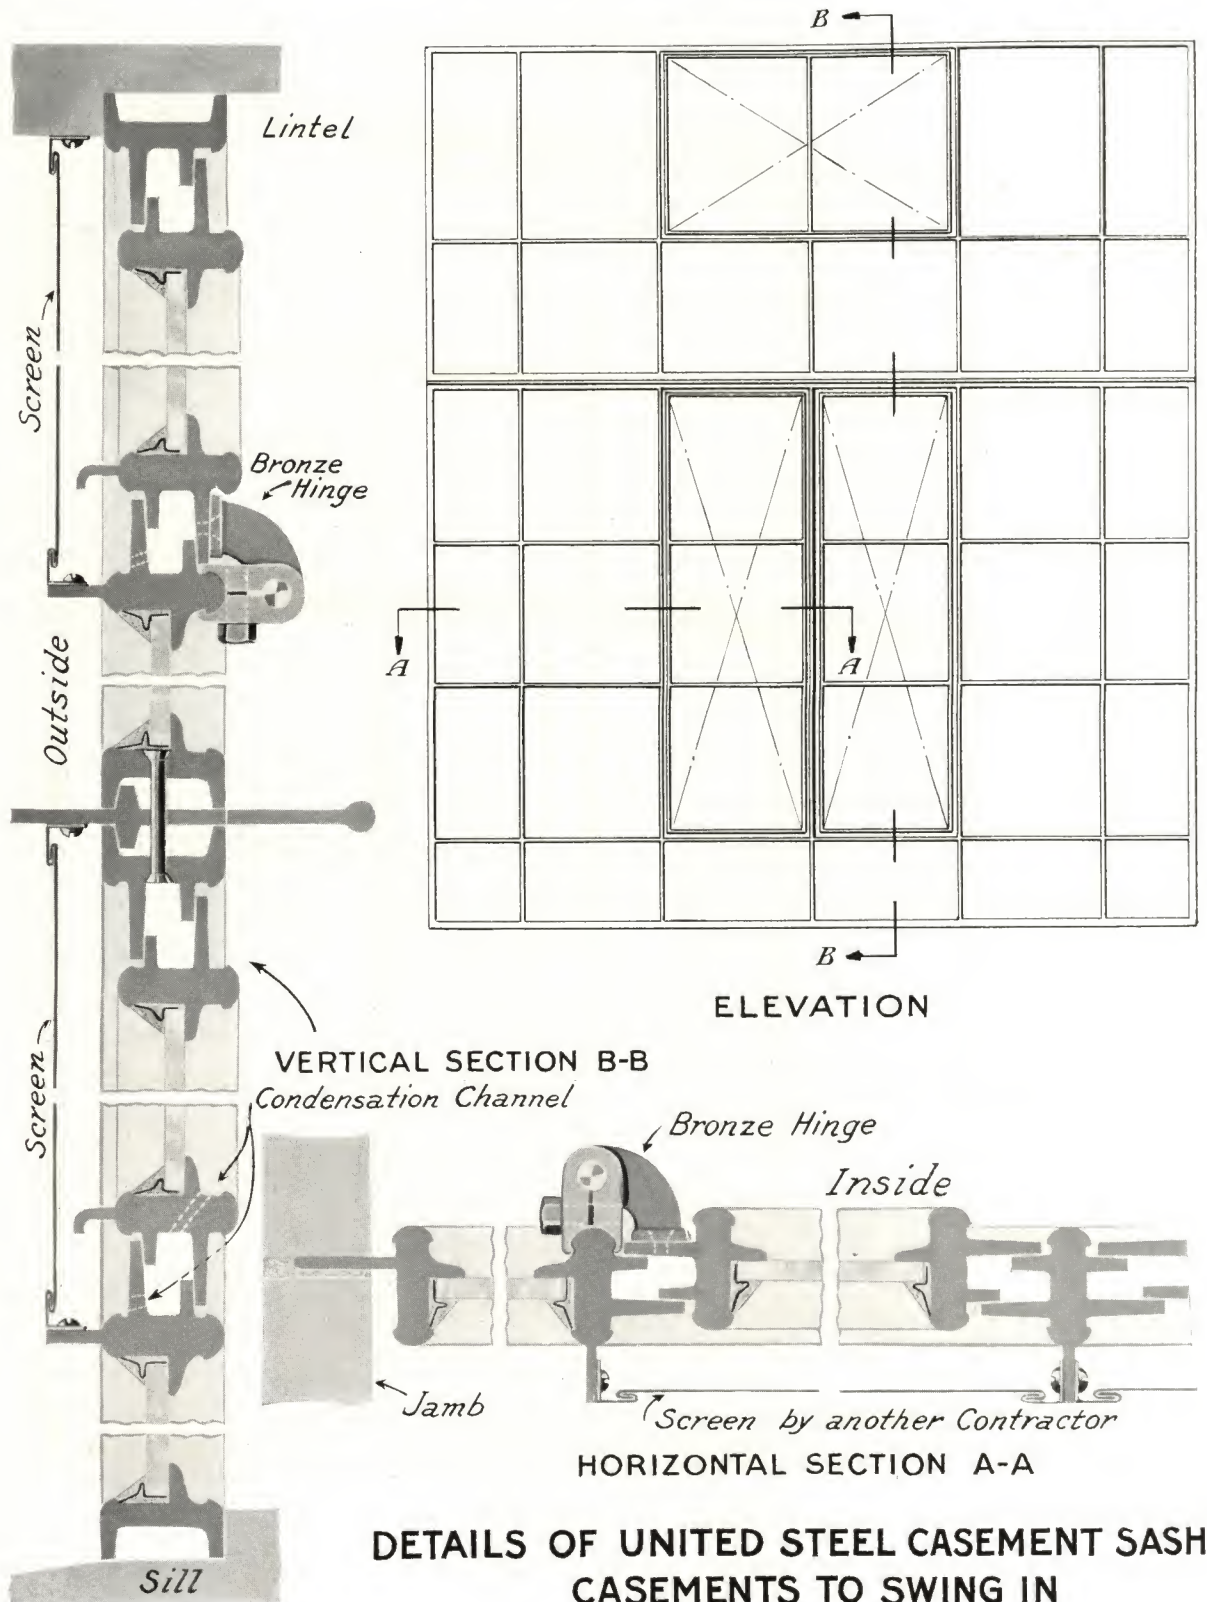 B
Lintel
Screen
Bronze
Hinge
A
A
Outside
B
ELEVATION
VERTICAL SECTION B-B
Condensation Channel
Screen
Bronze Hinge
Inside
Jamb
Screen by another Contractor
HORIZONTAL SECTION A-A
DETAILS OF UNITED STEEL CASEMENT SASH
CASEMENTS TO SWING IN
Sill